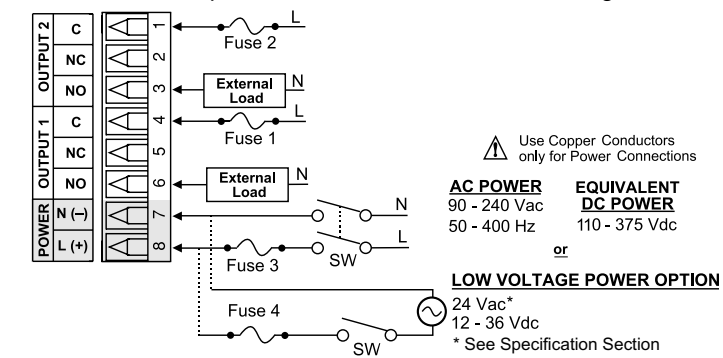 OUTPUT 2
C
1
L
Fuse 2
NC
2
NO
3
External
Load
N
OUTPUT 1
C
4
L
Fuse 1
NC
5
NO
6
External
Load
N
POWER
N (–)
7
N
L (+)
8
Fuse 3
SW
L
Fuse 4
SW
Use Copper Conductors
only for Power Connections
AC POWER
90 - 240 Vac
50 - 400 Hz
EQUIVALENT
DC POWER
110 - 375 Vdc
or
LOW VOLTAGE POWER OPTION
24 Vac*
12 - 36 Vdc
* See Specification Section